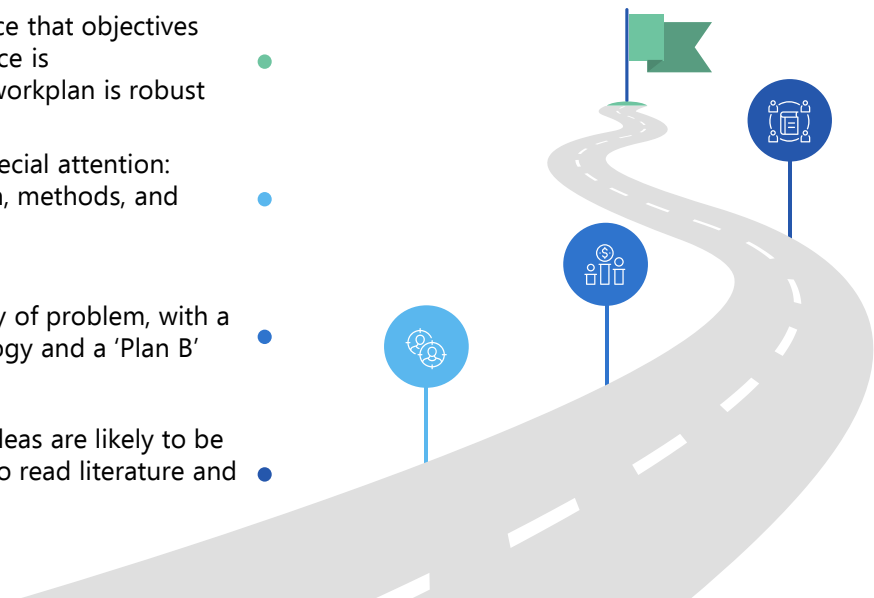 ce that objectives
ce is
workplan is robust
ecial attention:
, methods, and
y of problem, with a
ogy and a ‘Plan B’
deas are likely to be
o read literature and
$